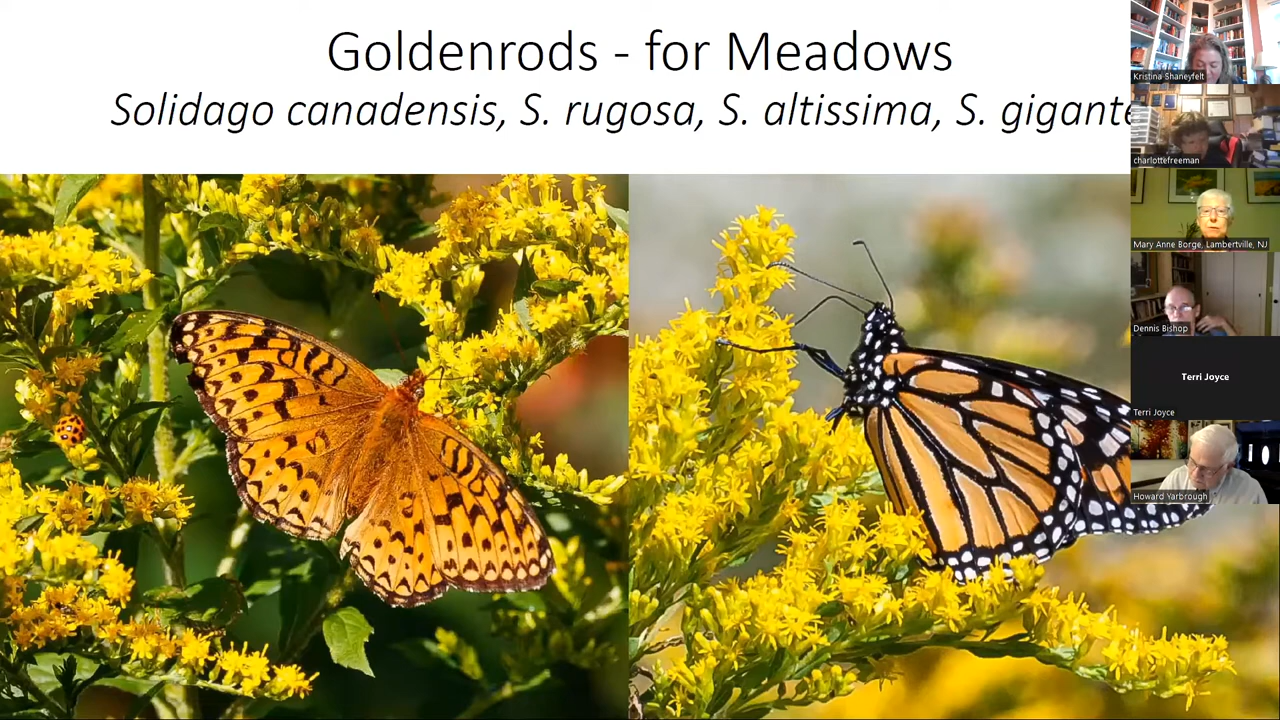 Goldenrods - for Meadows
Solidago canadensis, S. rugosa, S. altissima, S. gigante
Kristina Shaneyfelt
charlottefreeman
Mary Anne Borge, Lambertville, NJ
Dennis Bishop
Terri Joyce
Terri Joyce
Howard Yarbrough